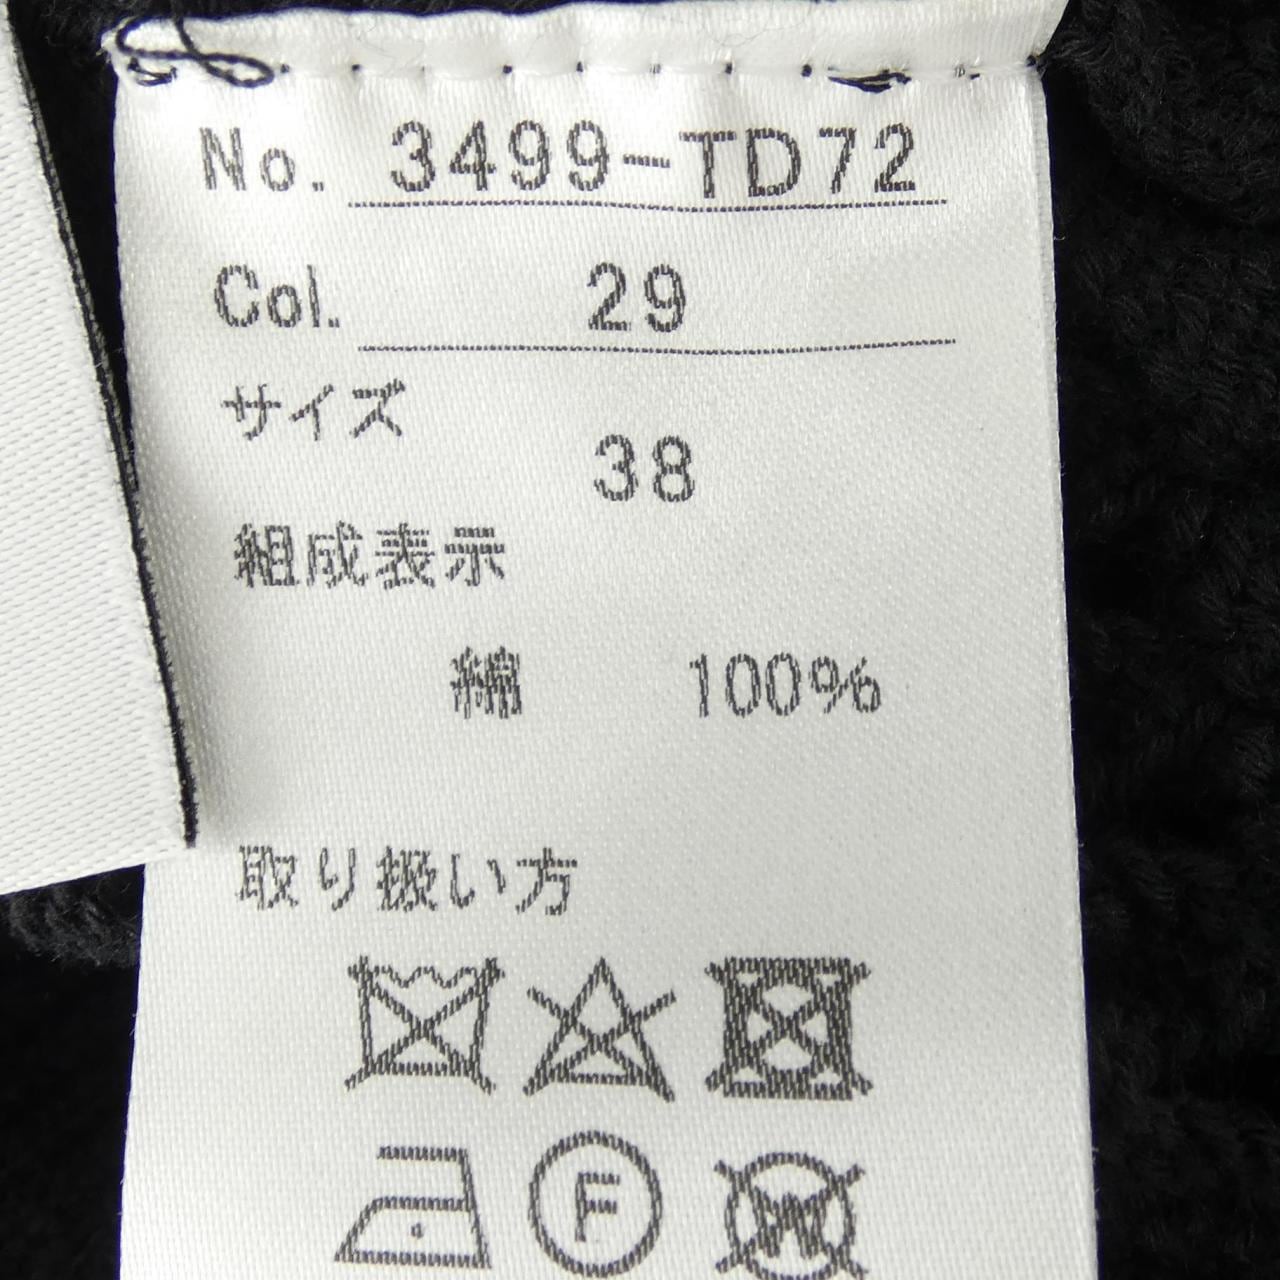 No. 3499-TD72
Col. 29
サイズ
38
組成表示
綿 100%
取り扱い方
F W